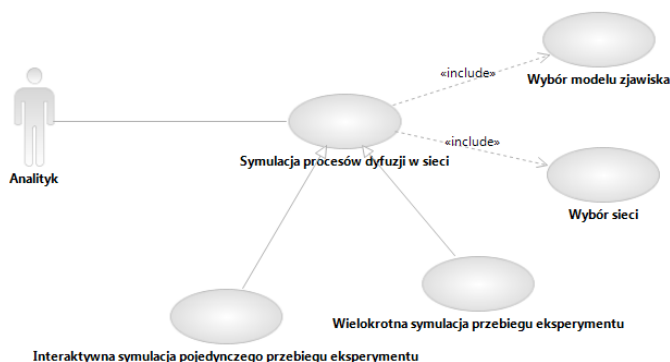 «include»
Wybór modelu zjawiska
«include»
Symulacja procesów dyfuzji w sieci
Analityk
Wybór sieci
Wielokrotna symulacja przebiegu eksperymentu
Interaktywna symulacja pojedynczego przebiegu eksperymentu